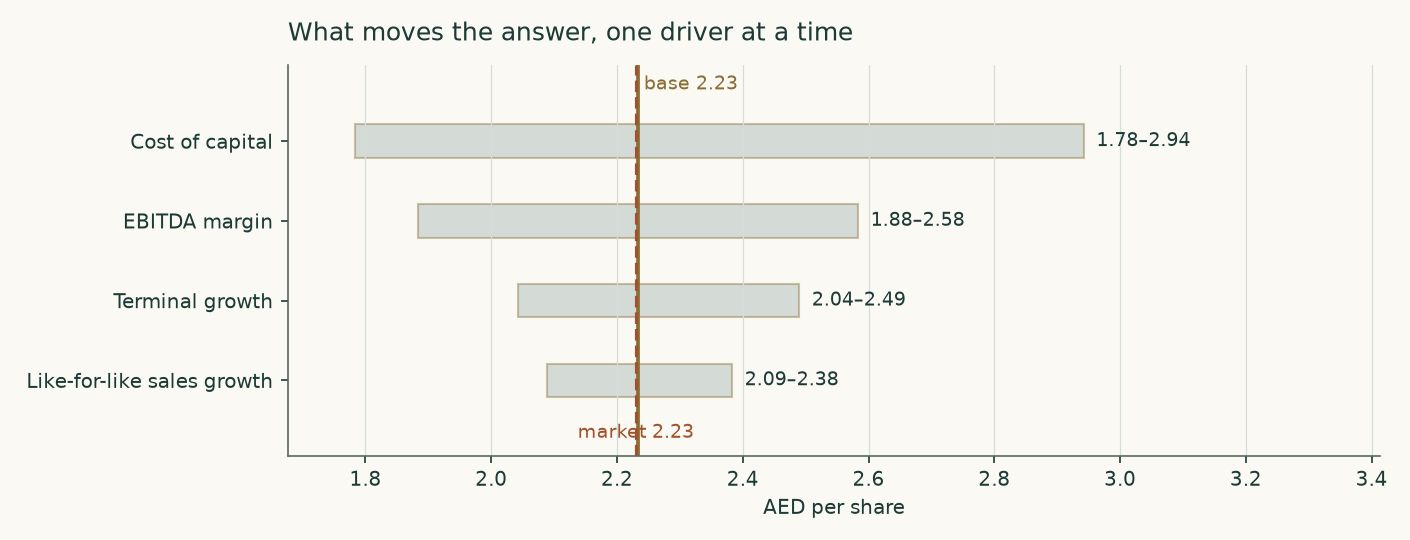 What moves the answer, one driver at a time
base 2.23
Cost of capital
1.78–2.94
EBITDA margin
1.88–2.58
Terminal growth
2.04–2.49
Like-for-like sales growth
2.09–2.38
market 2.23
1.8 2.0 2.2 2.4 2.6 2.8 3.0 3.2 3.4
AED per share